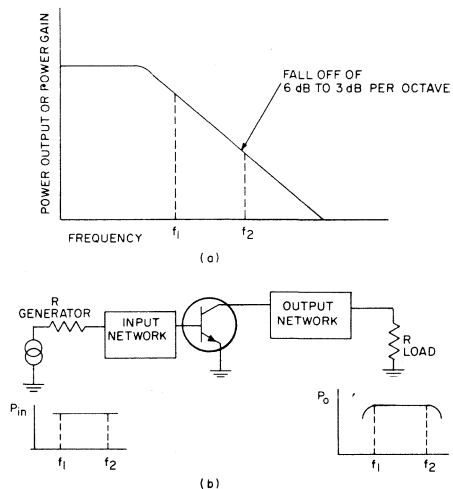 POWER OUTPUT OR POWER GAIN
FALL OFF OF
6 dB TO 3 dB PER OCTAVE
FREQUENCY
f1
f2
(a)
R
GENERATOR
INPUT
NETWORK
OUTPUT
NETWORK
R
LOAD
Pin
f1
f2
Po
f1
f2
(b)